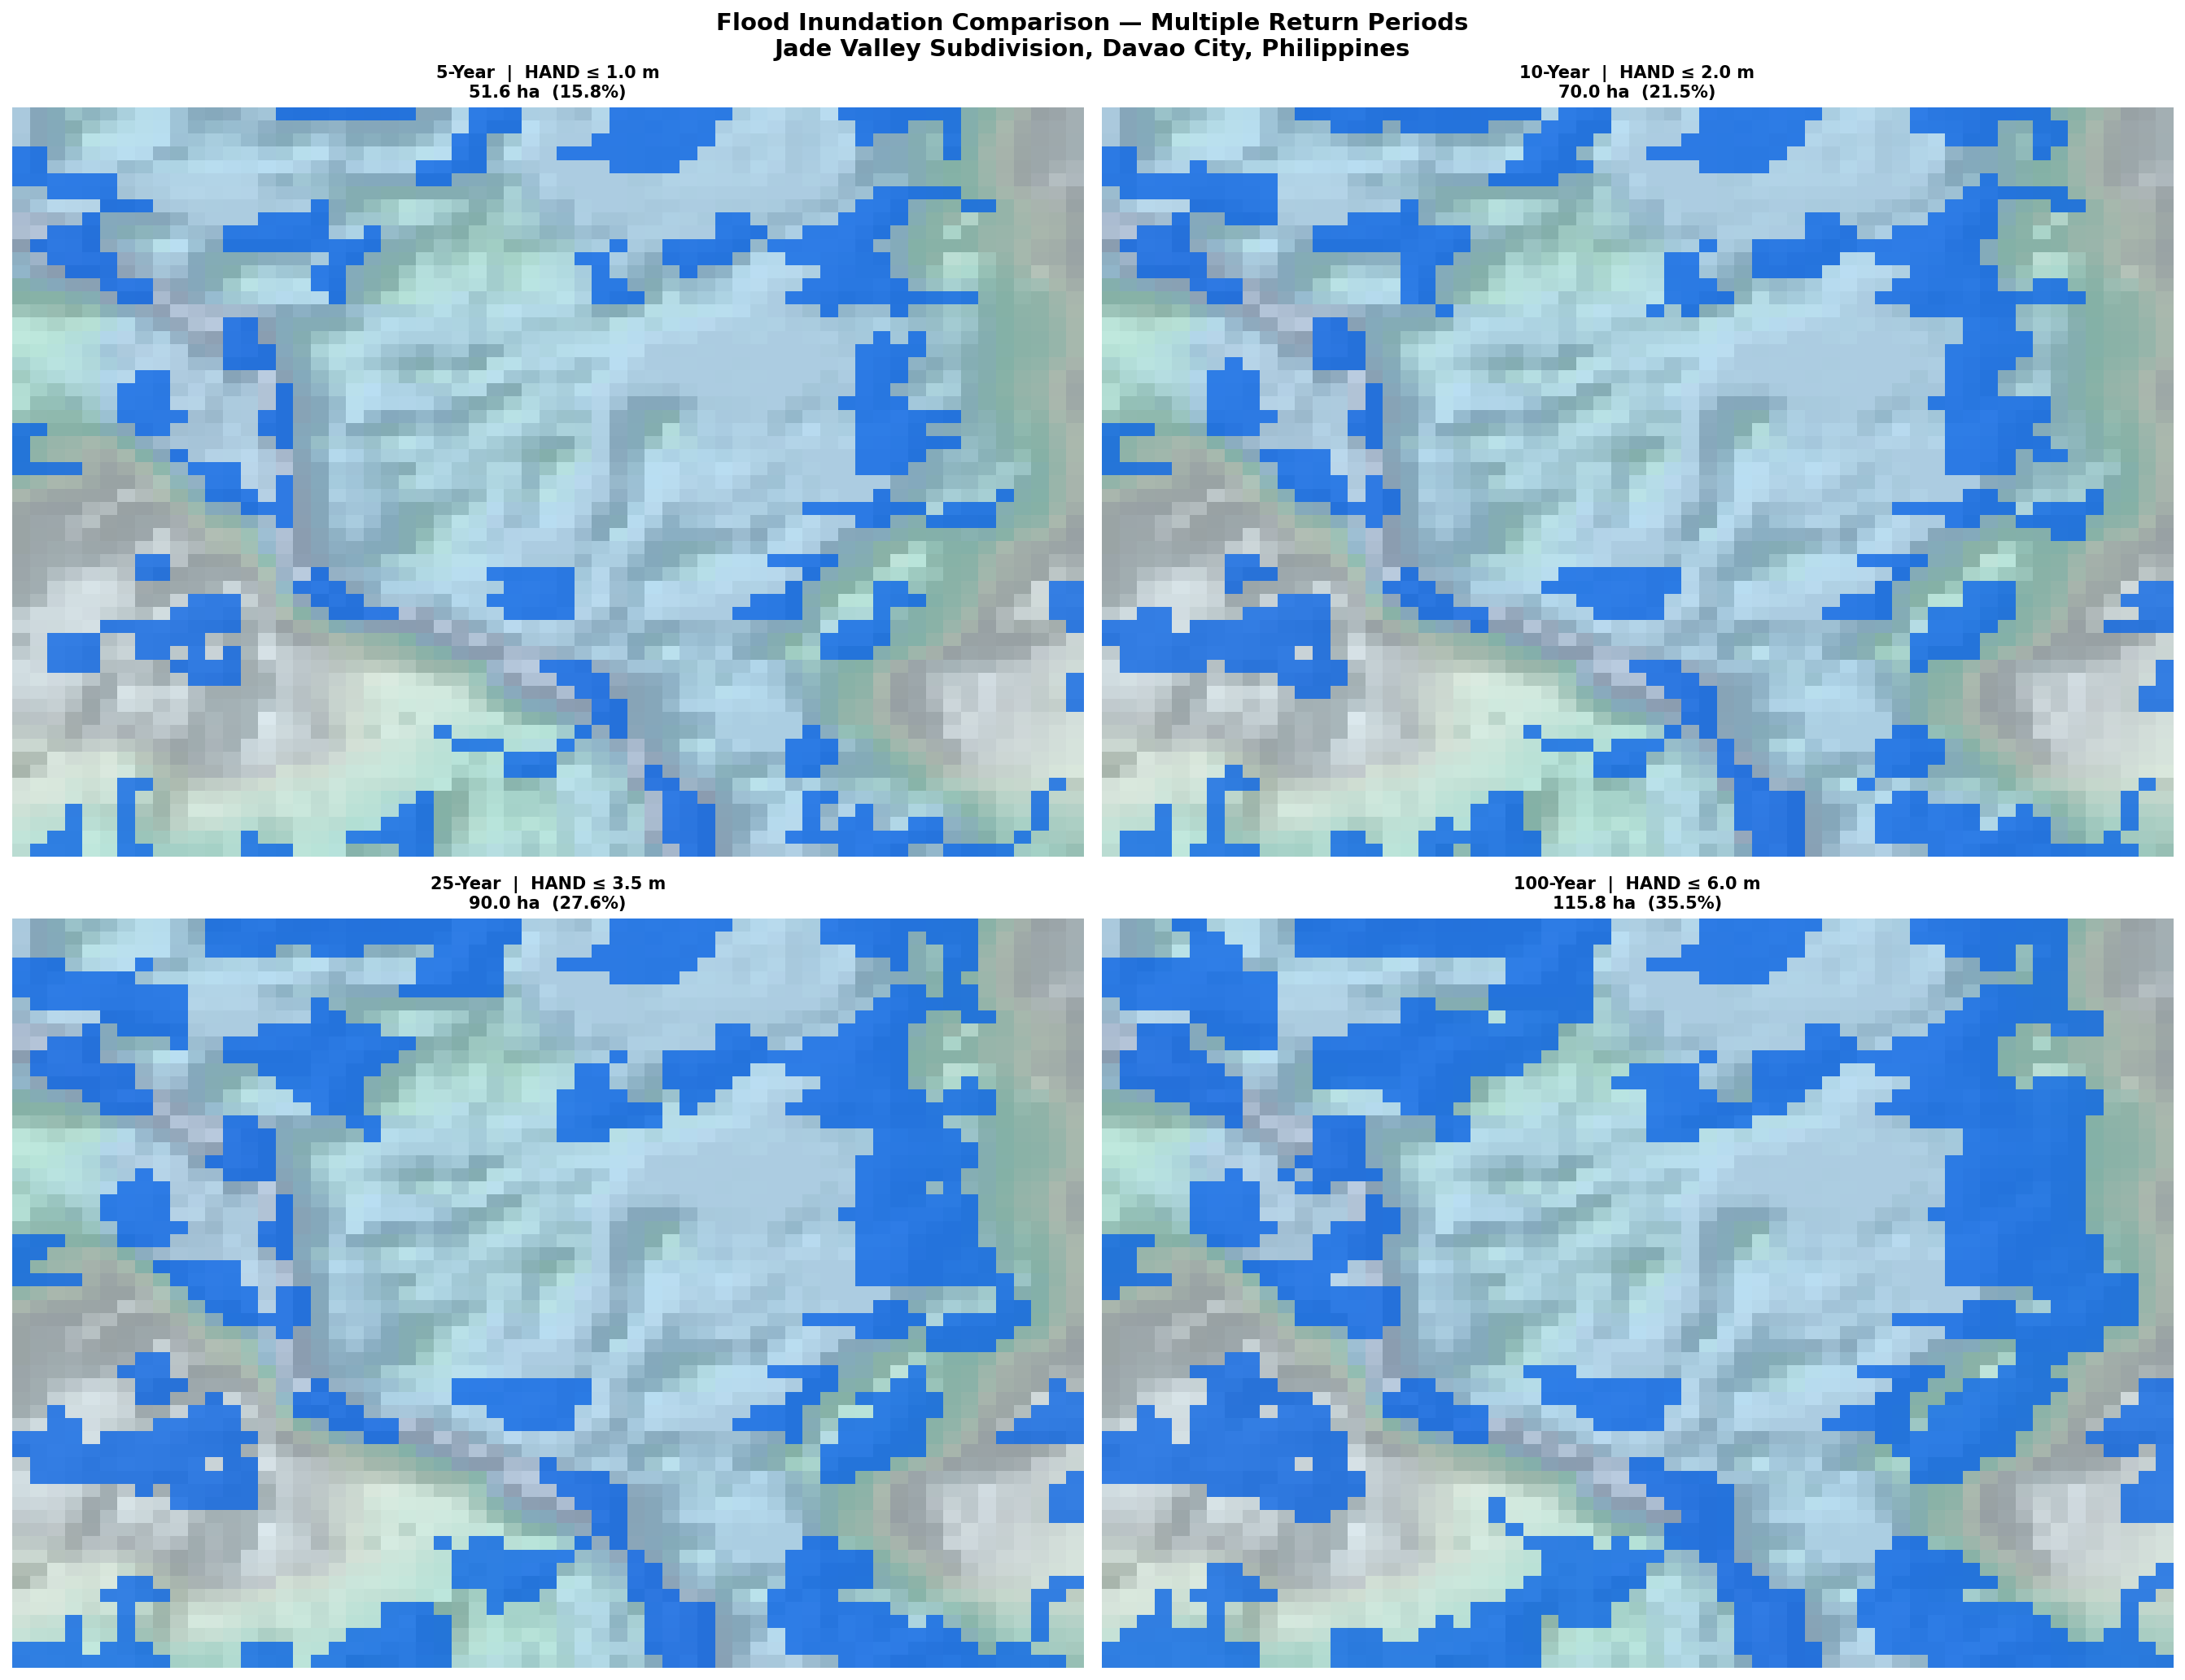 Flood Inundation Comparison — Multiple Return Periods
Jade Valley Subdivision, Davao City, Philippines
5-Year | HAND ≤ 1.0 m
51.6 ha (15.8%)
10-Year | HAND ≤ 2.0 m
70.0 ha (21.5%)
25-Year | HAND ≤ 3.5 m
90.0 ha (27.6%)
100-Year | HAND ≤ 6.0 m
115.8 ha (35.5%)